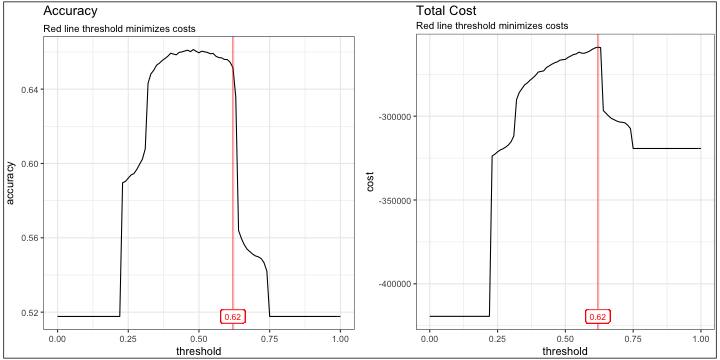 Accuracy
Red line threshold minimizes costs
0.64
0.60
0.56
0.52
accuracy
0.62
0.00
0.25
0.50
0.75
1.00
threshold
Total Cost
Red line threshold minimizes costs
-300000
-350000
-400000
cost
0.62
0.00
0.25
0.50
0.75
1.00
threshold